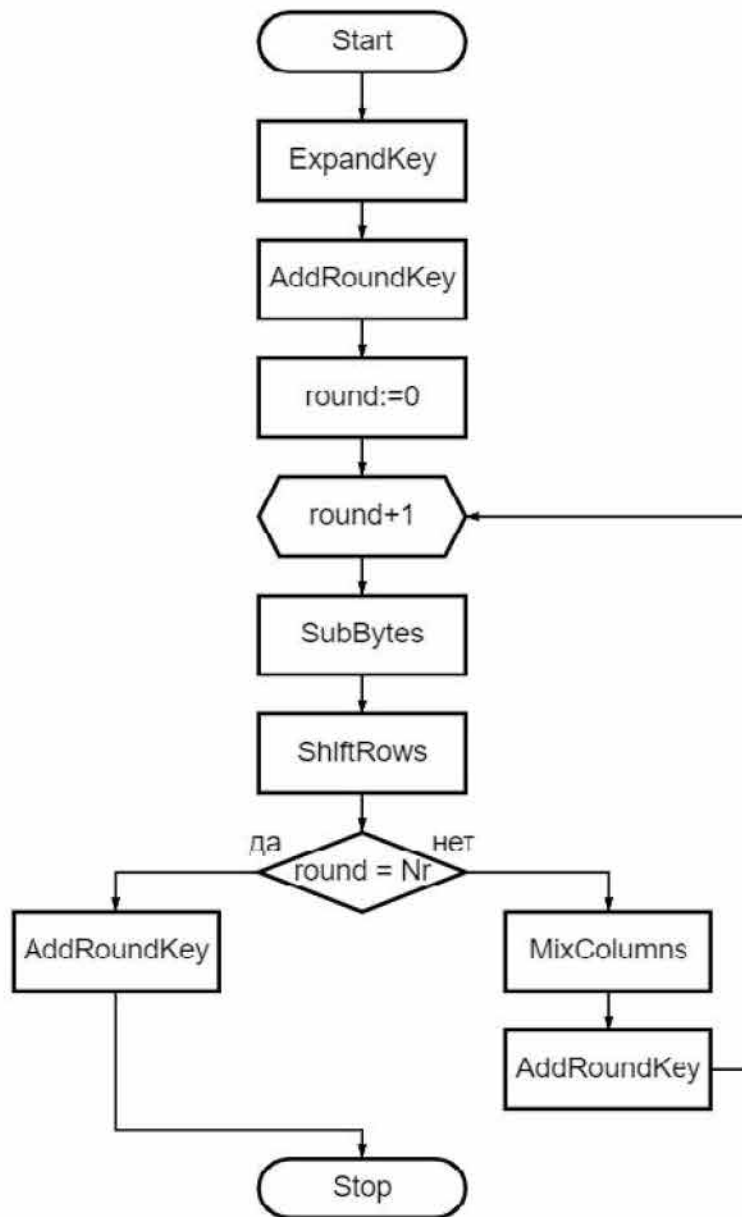 Start
ExpandKey
AddRoundKey
round:=0
round+1
SubBytes
ShIftRows
да
нет
round = Nr
AddRoundKey
MixColumns
AddRoundKey
Stop